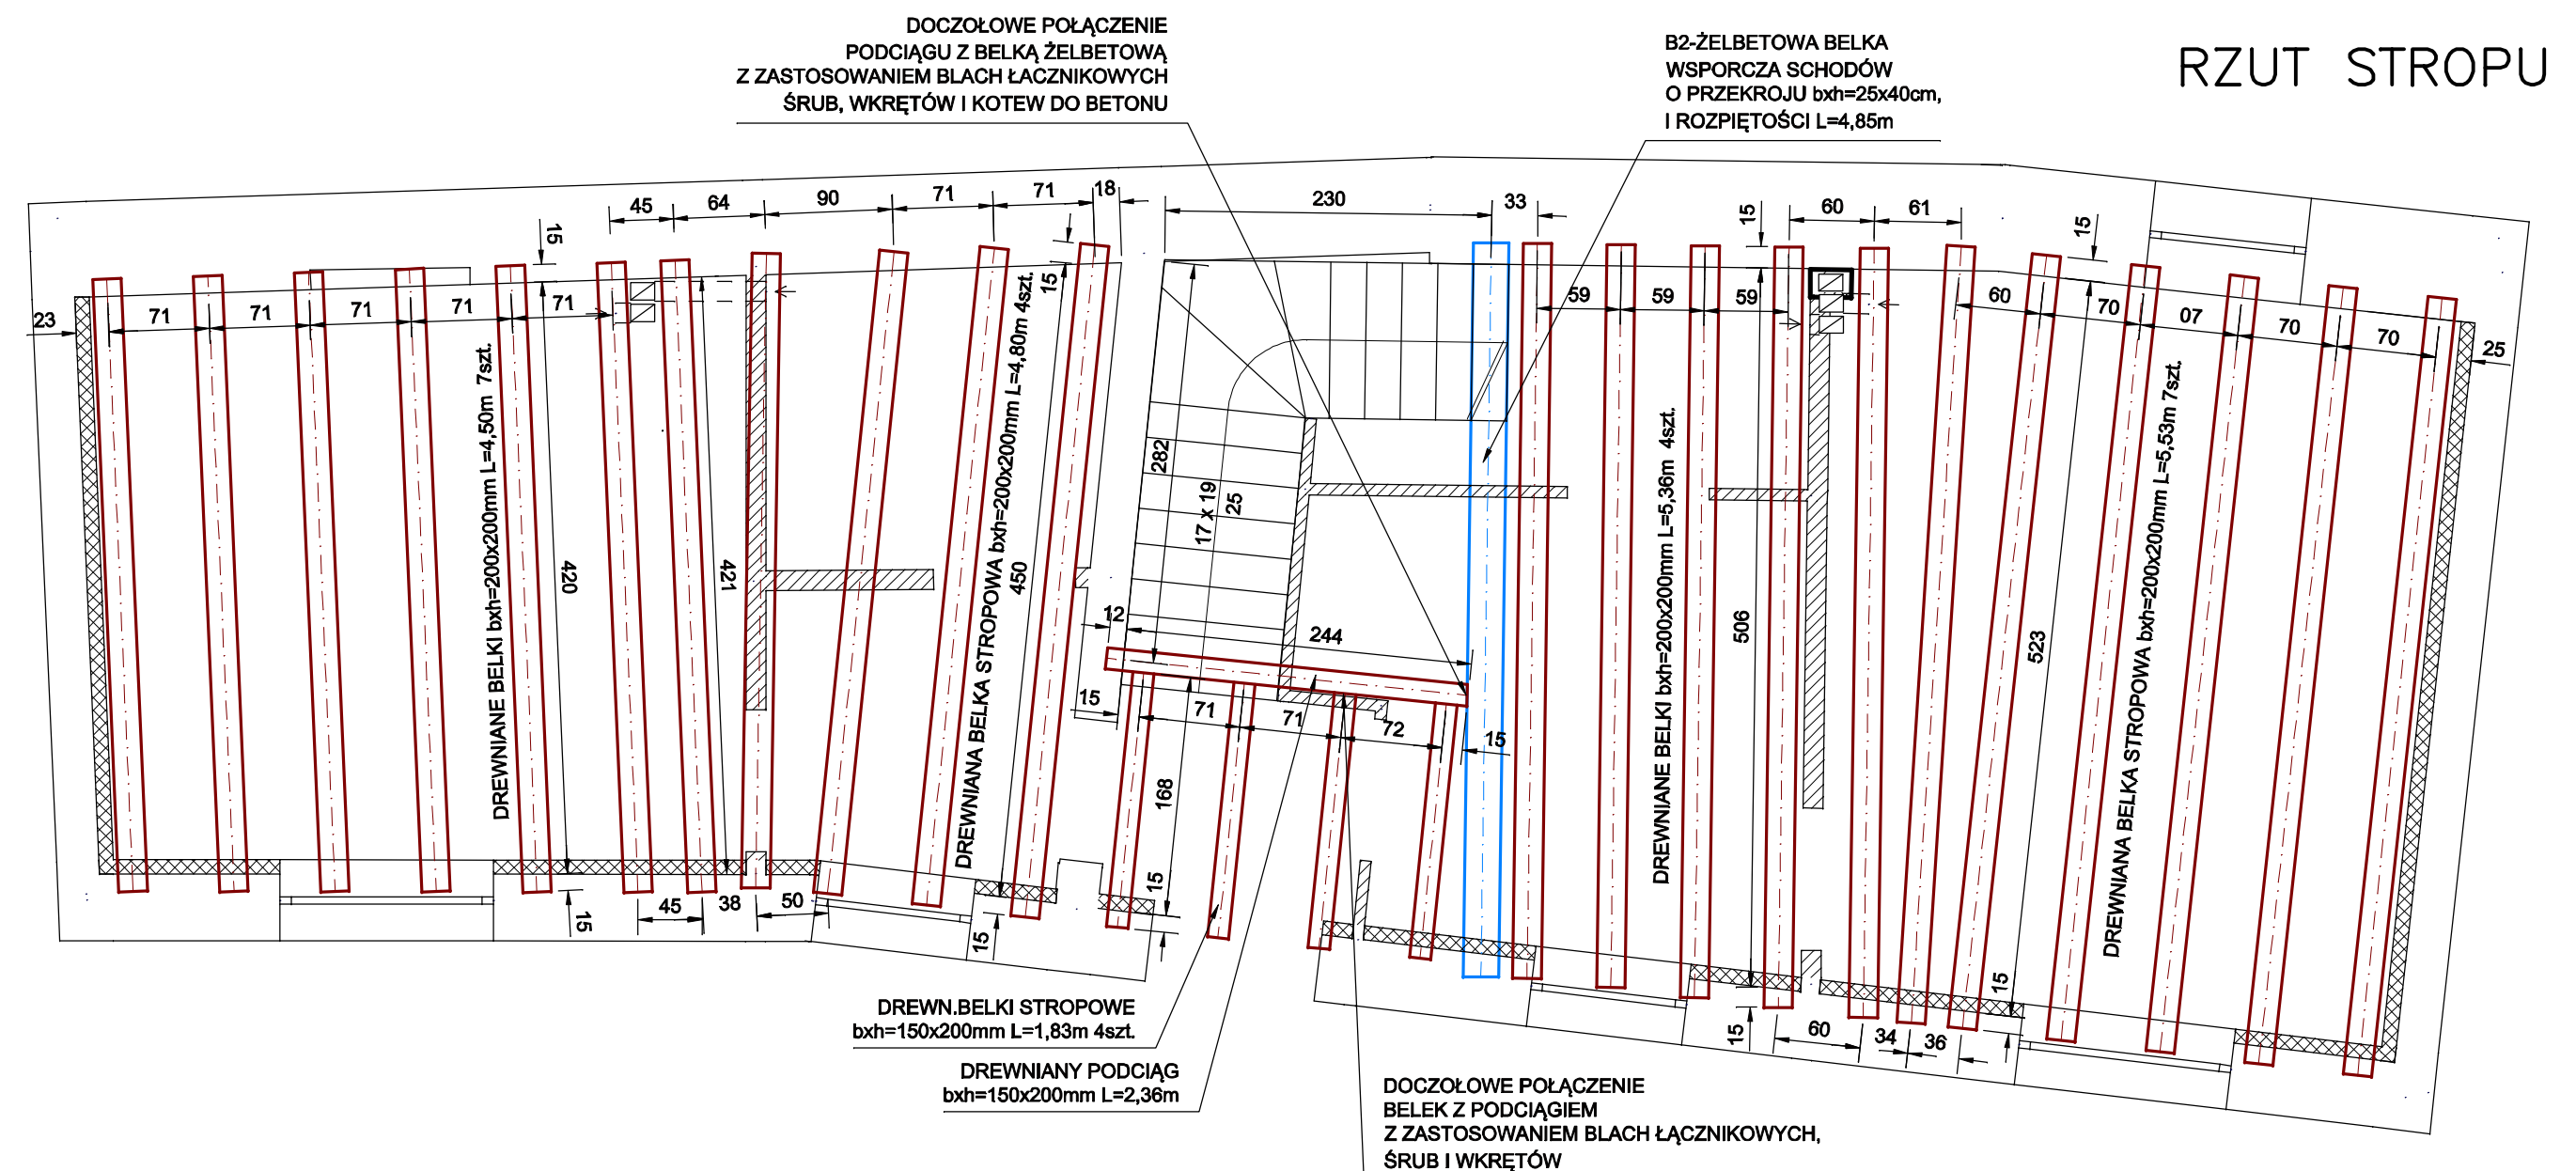 DOCZOŁOWE POŁĄCZENIE
PODCIĄGU Z BELKĄ ŻELBETOWĄ
Z ZASTOSOWANIEM BLACH ŁACZNIKOWYCH
ŚRUB, WKRĘTÓW I KOTEW DO BETONU
B2-ŻELBETOWA BELKA
WSPORCZA SCHODÓW
O PRZEKROJU bxh=25x40cm,
I ROZPIĘTOŚCI L=4,85m
RZUT STROPU
45
64
90
71
71
18
230
33
15
60
61
15
15
15
23
71
71
71
71
71
59
59
59
60
70
07
70
70
25
DREWNIANE BELKI bxh=200x200mm L=4,50m 7szt.
420
421
DREWNIANA BELKA STROPOWA bxh=200x200mm L=4,80m 4szt.
450
282
17 x 19
25
12
244
DREWNIANE BELKI bxh=200x200mm L=5,36m 4szt.
506
523
DREWNIANA BELKA STROPOWA bxh=200x200mm L=5,53m 7szt.
15
71
71
72
15
168
15
15
45
38
50
15
15
60
34
36
15
DREWN.BELKI STROPOWE
bxh=150x200mm L=1,83m 4szt.
DREWNIANY PODCIĄG
bxh=150x200mm L=2,36m
DOCZOŁOWE POŁĄCZENIE
BELEK Z PODCIĄGIEM
Z ZASTOSOWANIEM BLACH ŁĄCZNIKOWYCH,
ŚRUB I WKRĘTÓW